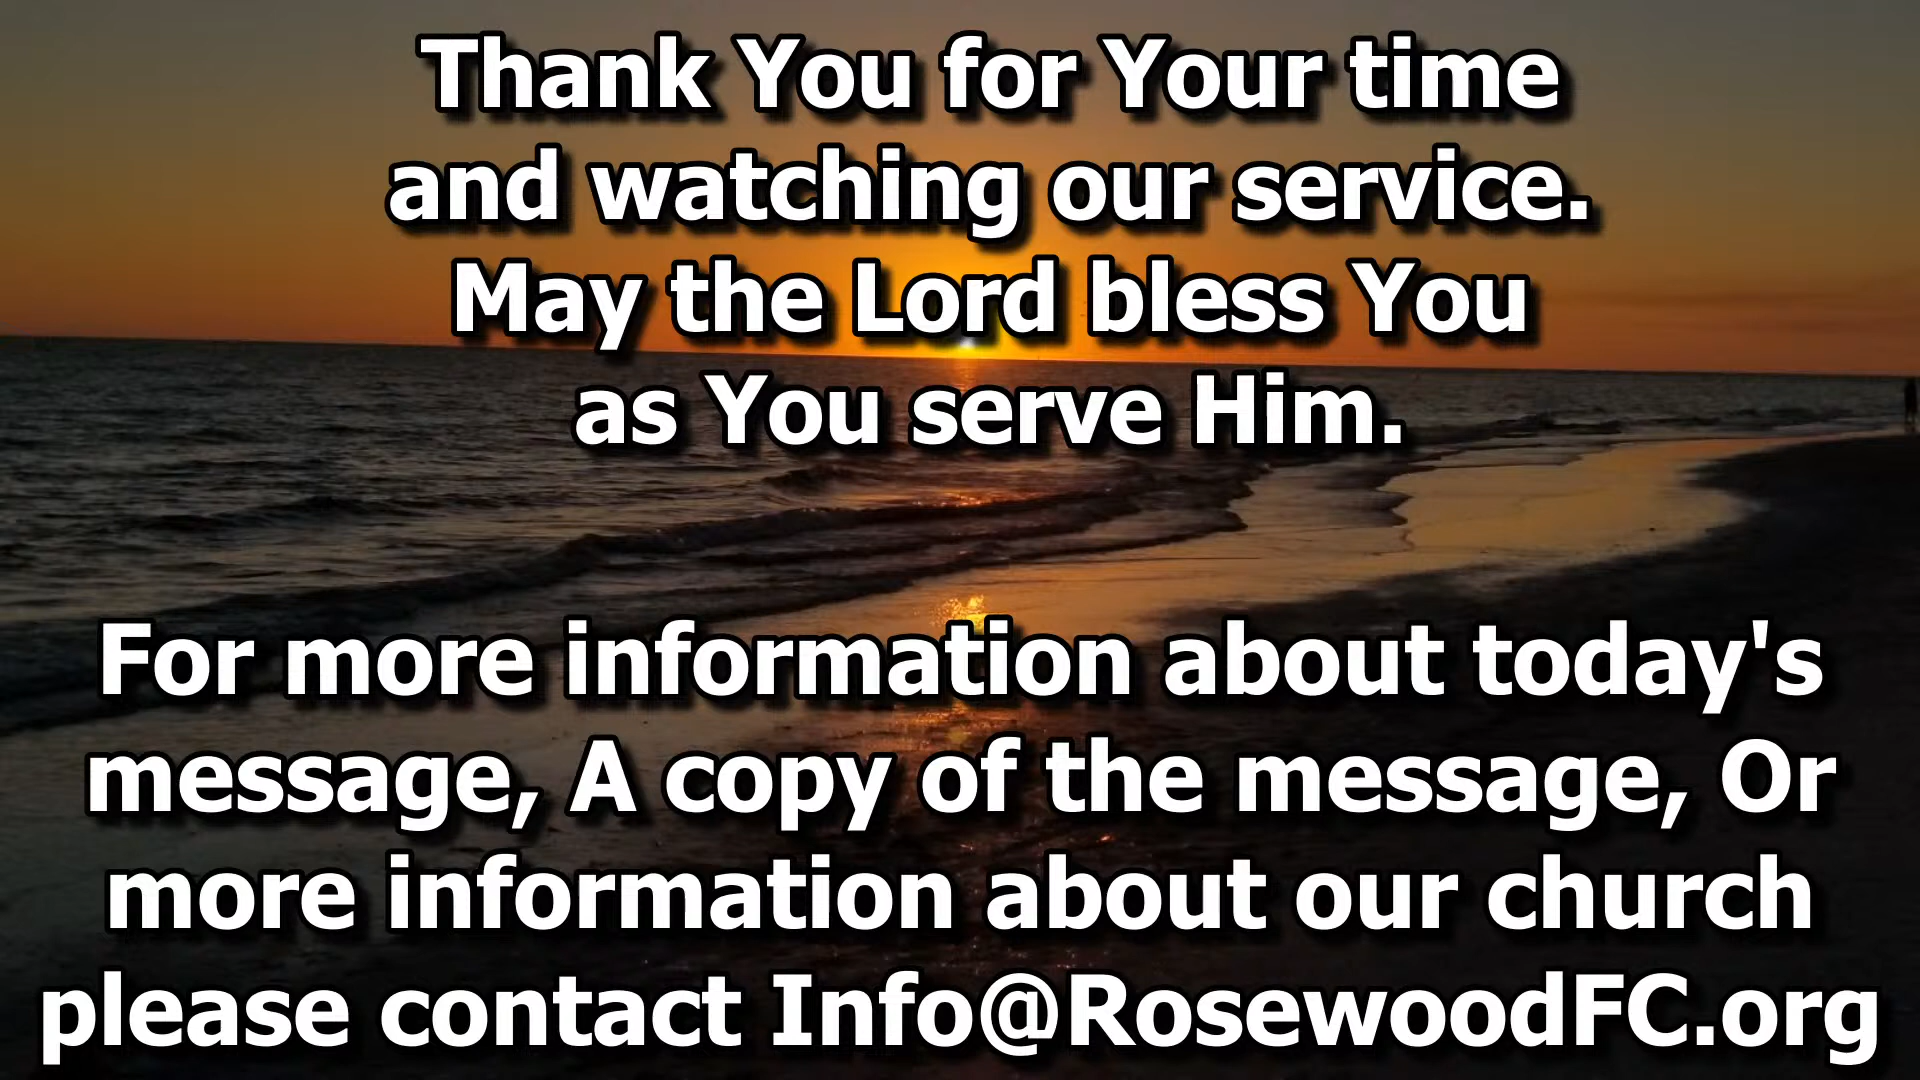 Thank You for Your time
and watching our service.
May the Lord bless You
as You serve Him.
For more information about today's
message, A copy of the message, Or
more information about our church
please contact Info@RosewoodFC.org